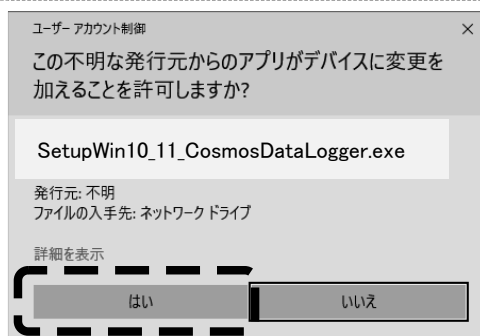 ユーザー アカウント制御
この不明な発行元からのアプリがデバイスに変更を
加えることを許可しますか?
SetupWin10_11_CosmosDataLogger.exe
発行元: 不明
ファイルの入手先: ネットワーク ドライブ
詳細を表示
はい
いいえ